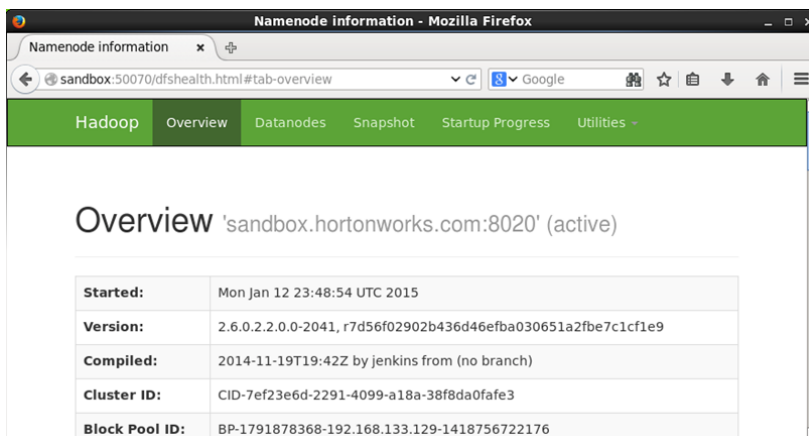 Namenode information - Mozilla Firefox
Namenode information
sandbox:50070/dfshealth.html#tab-overview
Google
Hadoop Overview Datanodes Snapshot Startup Progress Utilities
Overview 'sandbox.hortonworks.com:8020' (active)
Started: Mon Jan 12 23:48:54 UTC 2015
Version: 2.6.0.2.2.0.0-2041, r7d56f02902b436d46efba030651a2fbe7c1cf1e9
Compiled: 2014-11-19T19:42Z by jenkins from (no branch)
Cluster ID: CID-7ef23e6d-2291-4099-a18a-38f8da0fafe3
Block Pool ID: BP-1791878368-192.168.133.129-1418756722176